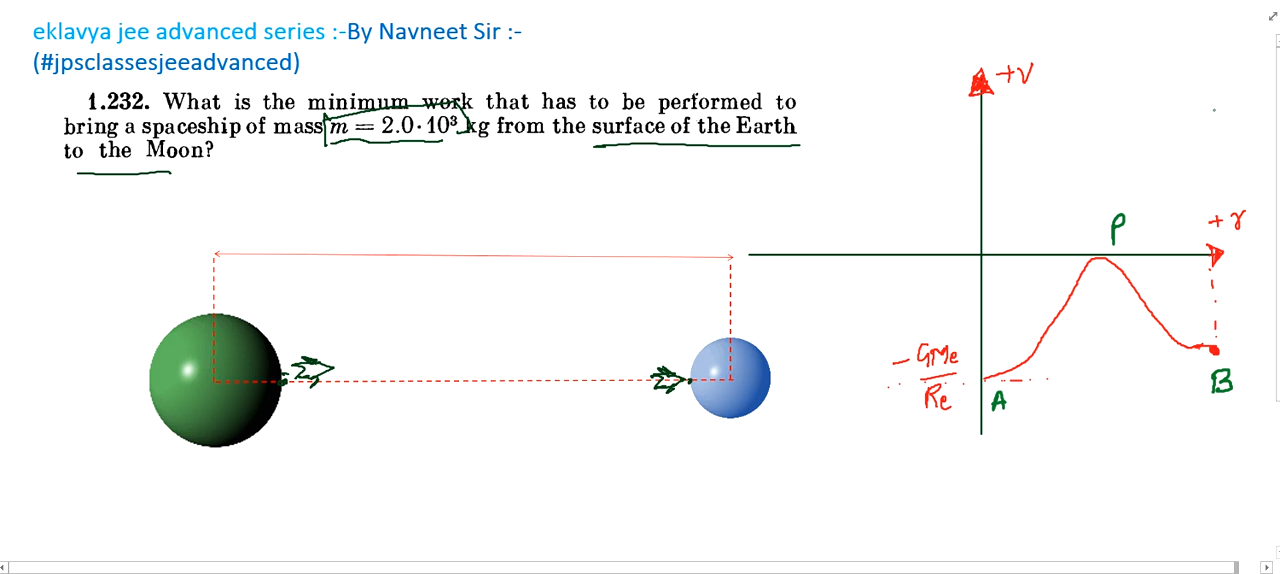 eklavya jee advanced series :-By Navneet Sir :-
(#jpsclassesjeeadvanced)
1.232. What is the minimum work that has to be performed to
bring a spaceship of mass m = 2.0·10³ kg from the surface of the Earth
to the Moon?
+V
P
+r
-GMe
Re
A
B